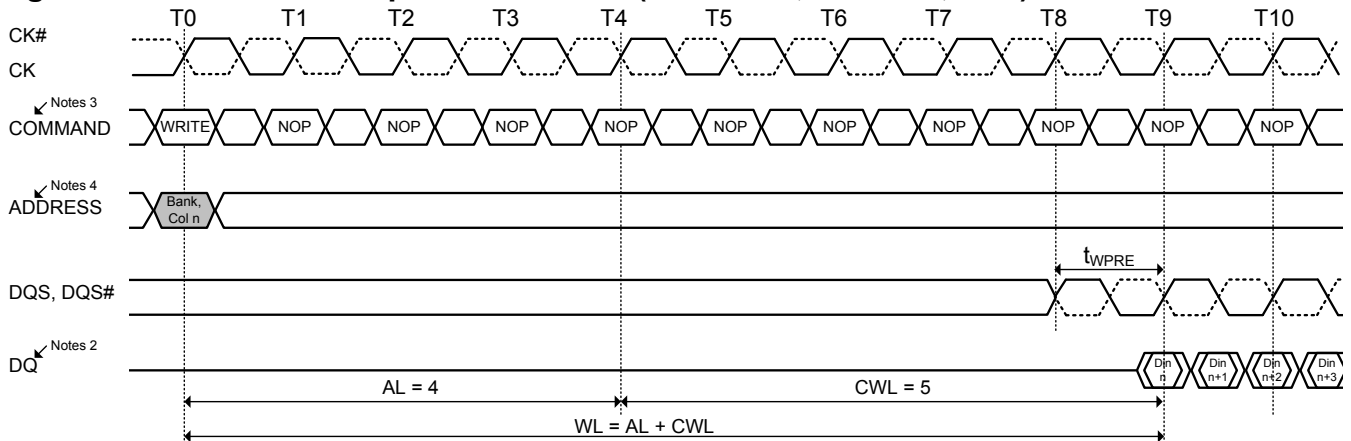 T0 T1 T2 T3 T4 T5 T6 T7 T8 T9 T10
CK#
CK
Notes 3
COMMAND WRITE NOP NOP NOP NOP NOP NOP NOP NOP NOP NOP
Notes 4
ADDRESS Bank, Col n
tWPRE
DQS, DQS#
Notes 2
DQ Din n Din n+1 Din n+2 Din n+3
AL = 4 CWL = 5
WL = AL + CWL